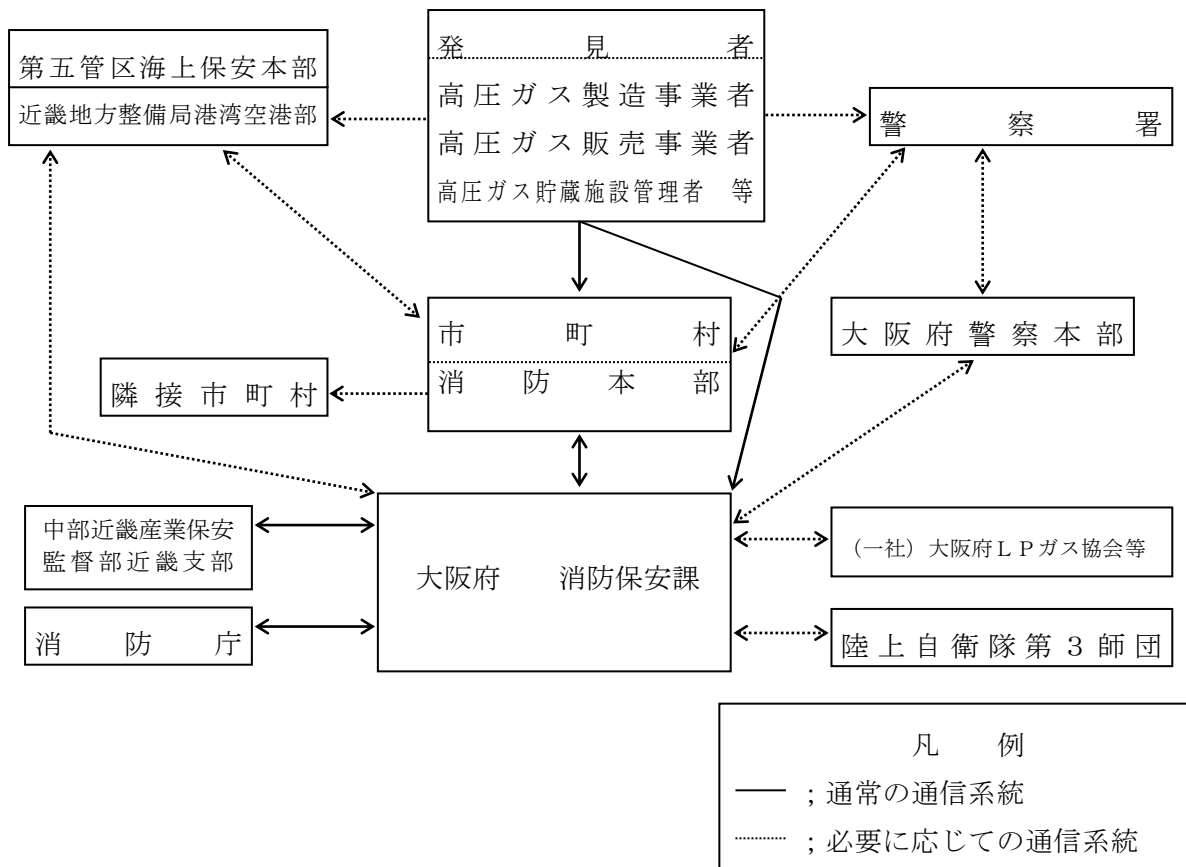 発見者
高圧ガス製造事業者
高圧ガス販売事業者
高圧ガス貯蔵施設管理者 等
第五管区海上保安本部
近畿地方整備局港湾空港部
警察署
市町村
消防本部
大阪府警察本部
隣接市町村
中部近畿産業保安
監督部近畿支部
大阪府 消防保安課
（一社）大阪府ＬＰガス協会等
消防庁
陸上自衛隊第３師団
凡例
；通常の通信系統
；必要に応じての通信系統